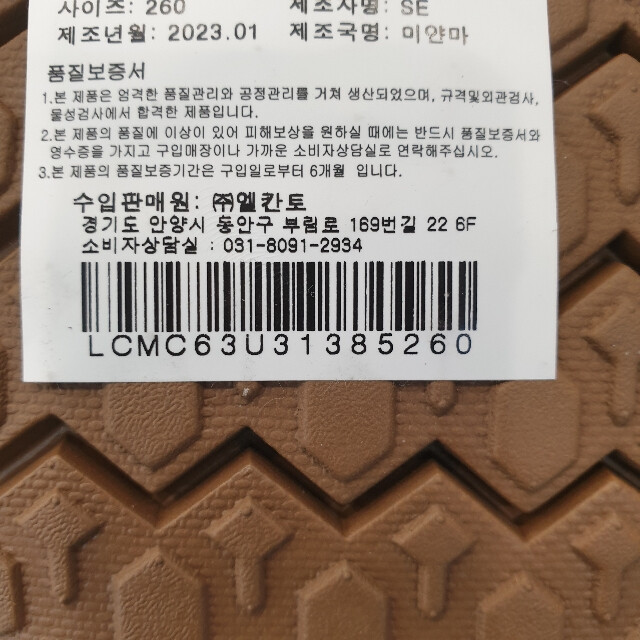 사이즈: 260 제조자명: SE
제조년월: 2023.01 제조국명: 미얀마
품질보증서
1.본 제품은 엄격한 품질관리와 공정관리를 거쳐 생산되었으며, 규격및외관검사,
물성검사에서 합격한 제품입니다.
2.본 제품의 품질에 이상이 있어 피해보상을 원하실 때에는 반드시 품질보증서와
영수증을 가지고 구입매장이나 가까운 소비자상담실로 연락해주십시오.
3.본 제품의 품질보증기간은 구입일로부터 6개월 입니다.
수입판매원: ㈜엘칸토
경기도 안양시 동안구 부림로 169번길 22 6F
소비자상담실 : 031-8091-2934
LCMC63U31385260